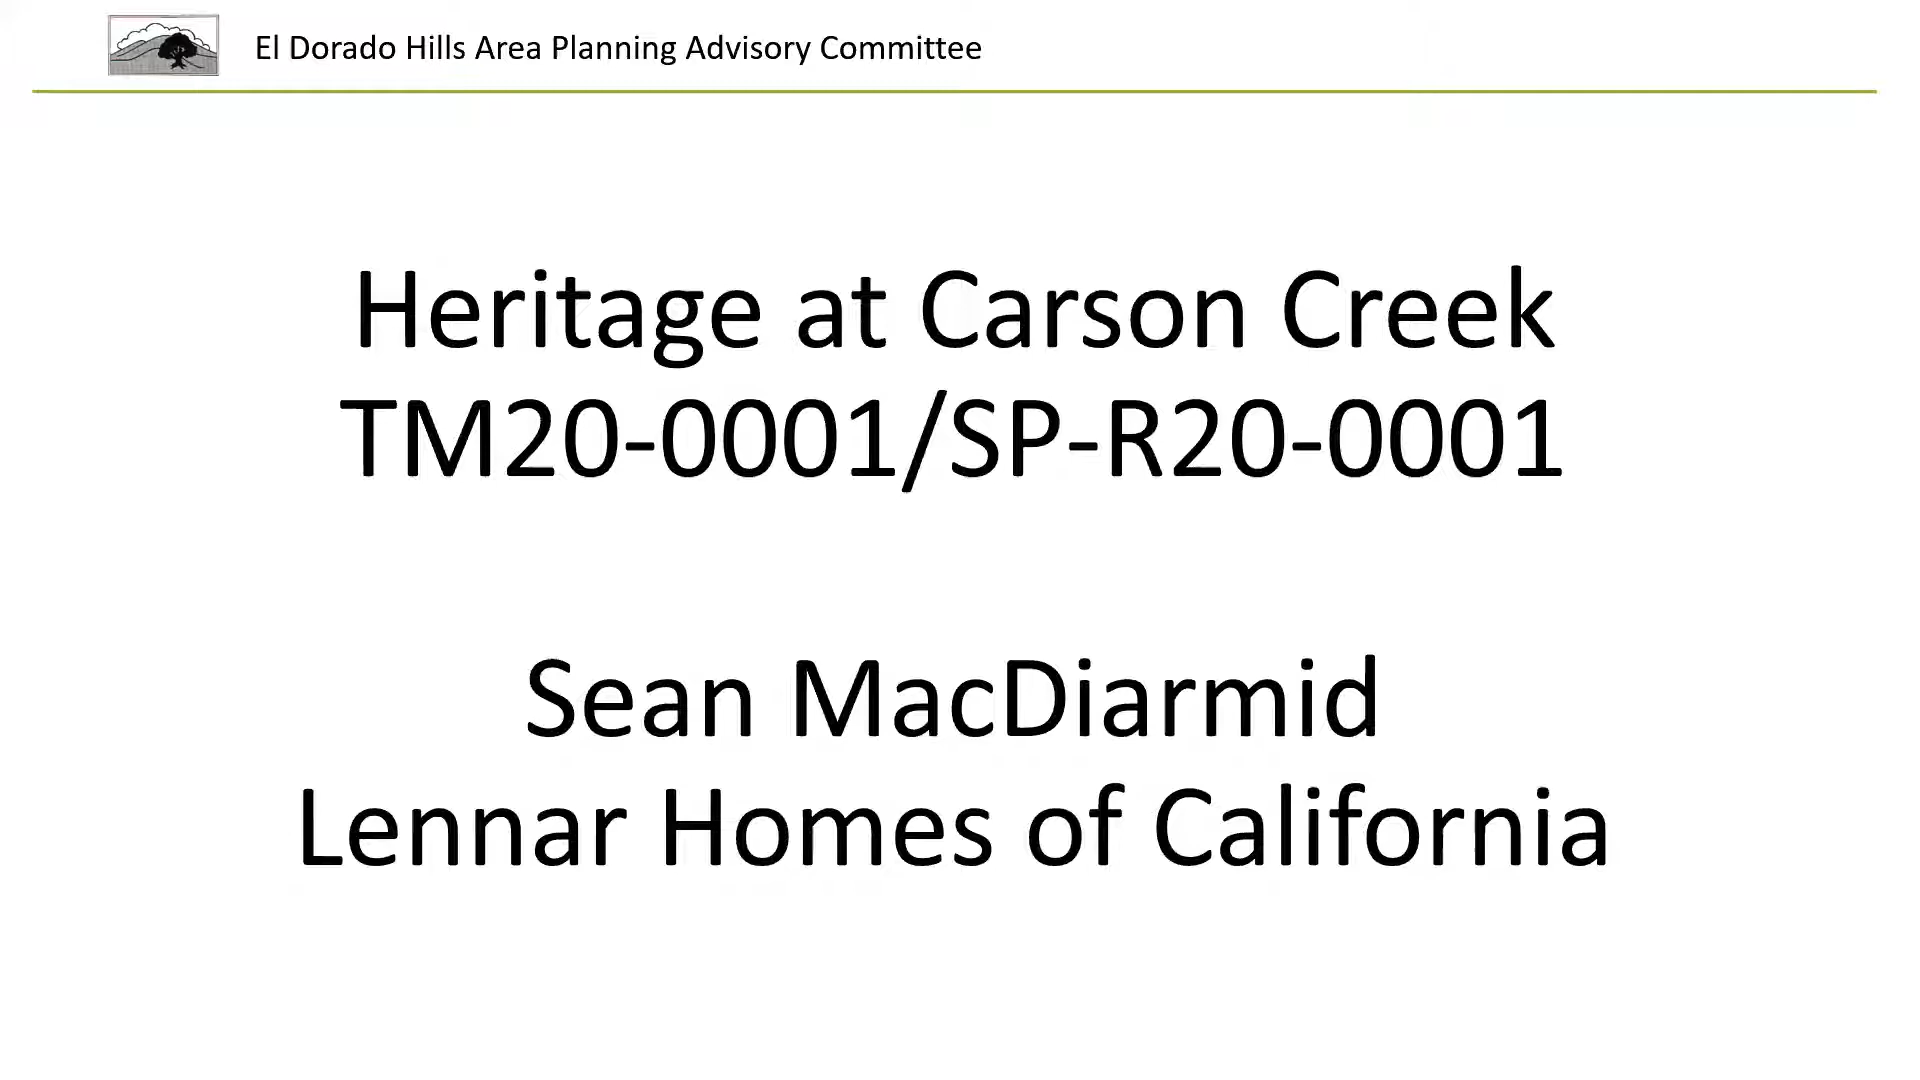 El Dorado Hills Area Planning Advisory Committee
Heritage at Carson Creek
TM20-0001/SP-R20-0001
Sean MacDiarmid
Lennar Homes of California